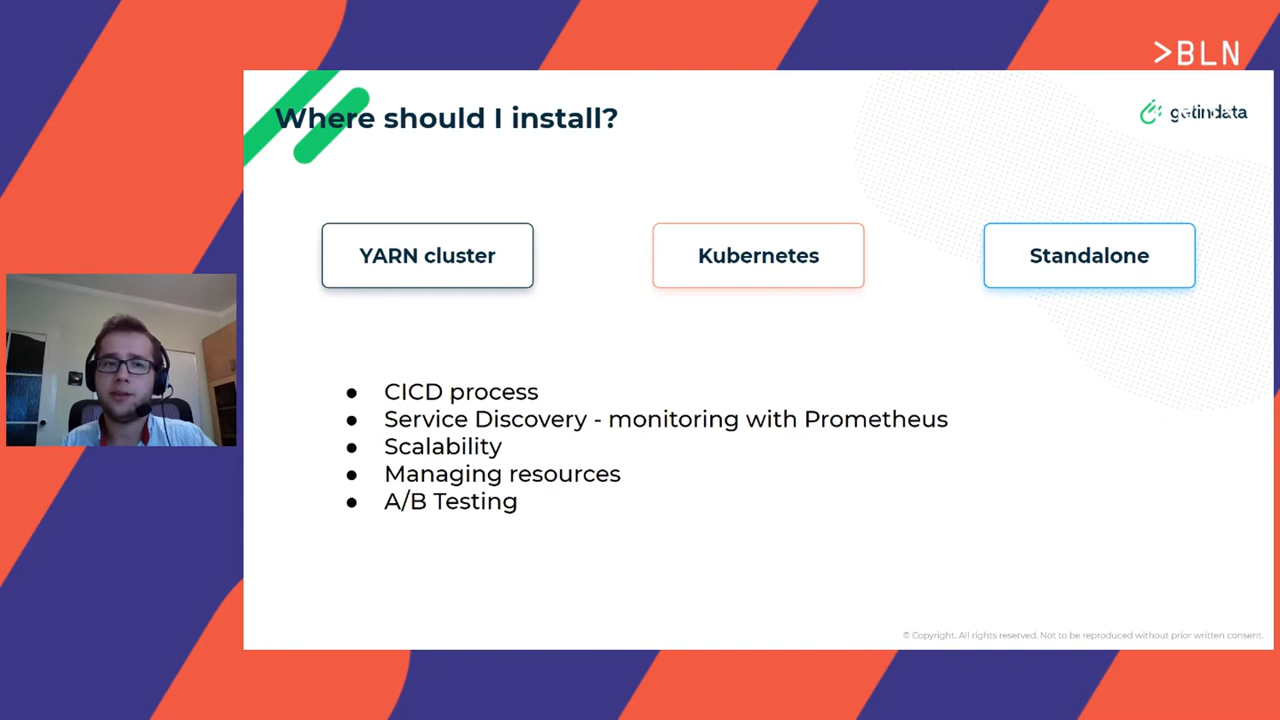 >BLN
Where should I install?
getindata
YARN cluster
Kubernetes
Standalone
● CICD process
● Service Discovery - monitoring with Prometheus
● Scalability
● Managing resources
● A/B Testing
© Copyright. All rights reserved. Not to be reproduced without prior written consent.